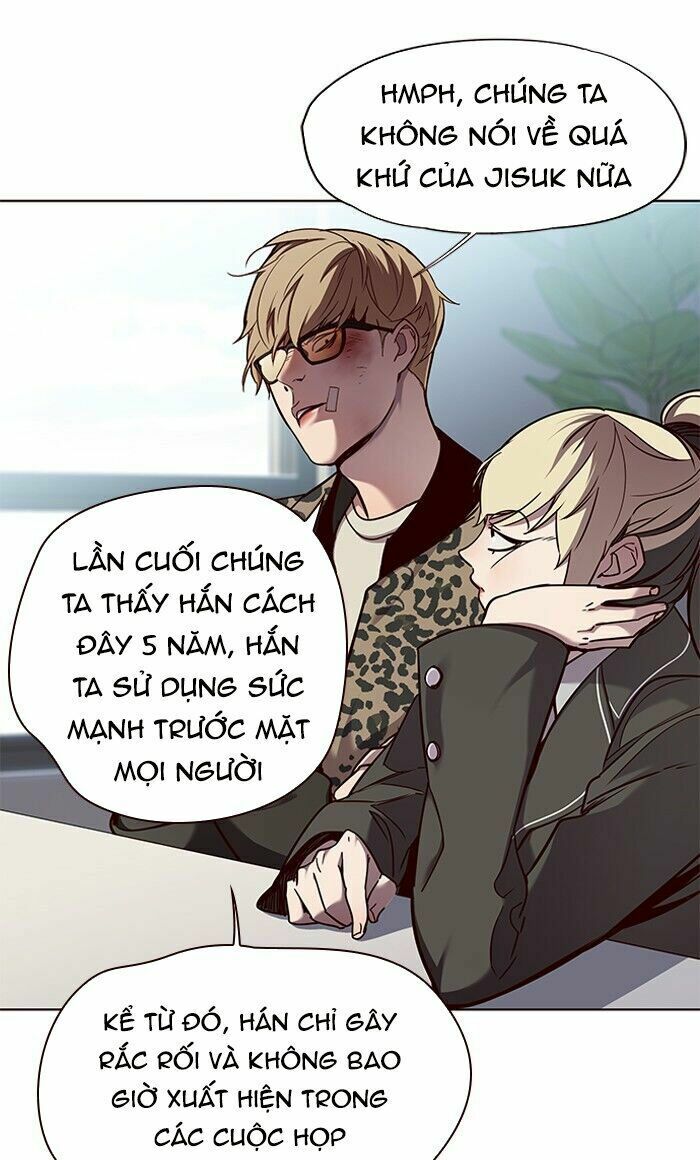 HMPH, CHÚNG TA
KHÔNG NÓI VỀ QUÁ
KHỨ CỦA JISUK NỮA
LẦN CUỐI CHÚNG
TA THẤY HẮN CÁCH
ĐÂY 5 NĂM, HẮN
TA SỬ DỤNG SỨC
MẠNH TRƯỚC MẶT
MỌI NGƯỜI
KỂ TỪ ĐÓ, HÁN CHỈ GÂY
RẮC RỐI VÀ KHÔNG BAO
GIỜ XUẤT HIỆN TRONG
CÁC CUỘC HỌP